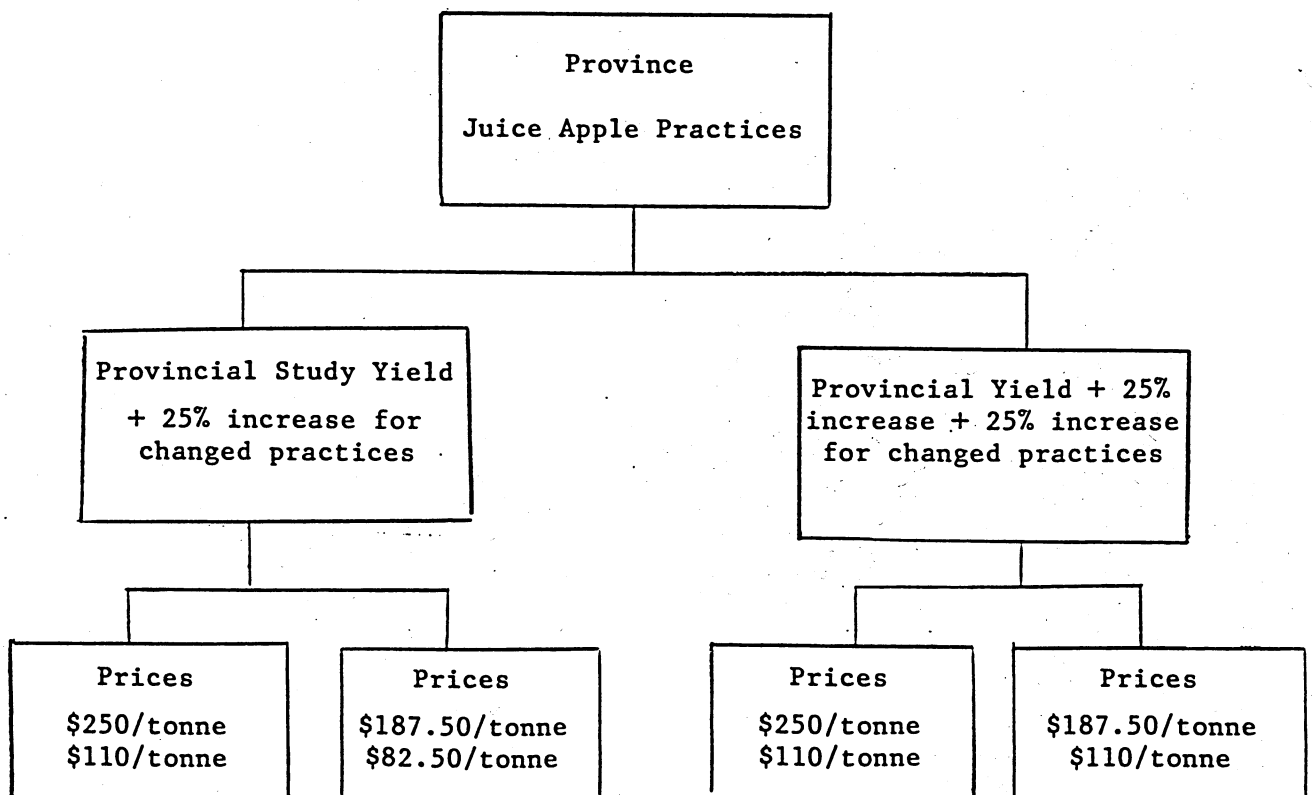 Province
Juice Apple Practices
Provincial Study Yield
+ 25% increase for
changed practices
Provincial Yield + 25%
increase + 25% increase
for changed practices
Prices
$250/tonne
$110/tonne
Prices
$187.50/tonne
$82.50/tonne
Prices
$250/tonne
$110/tonne
Prices
$187.50/tonne
$110/tonne